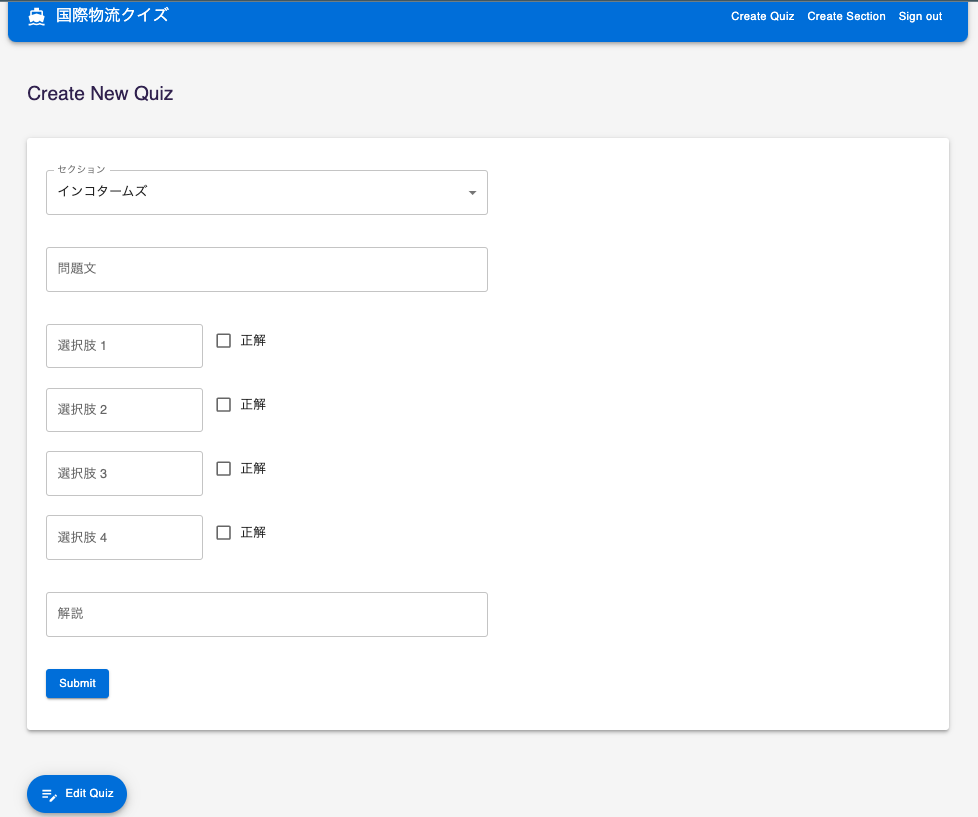 国際物流クイズ
Create Quiz Create Section Sign out
Create New Quiz
セクション
インコタームズ
問題文
選択肢 1 正解
選択肢 2 正解
選択肢 3 正解
選択肢 4 正解
解説
Submit
Edit Quiz